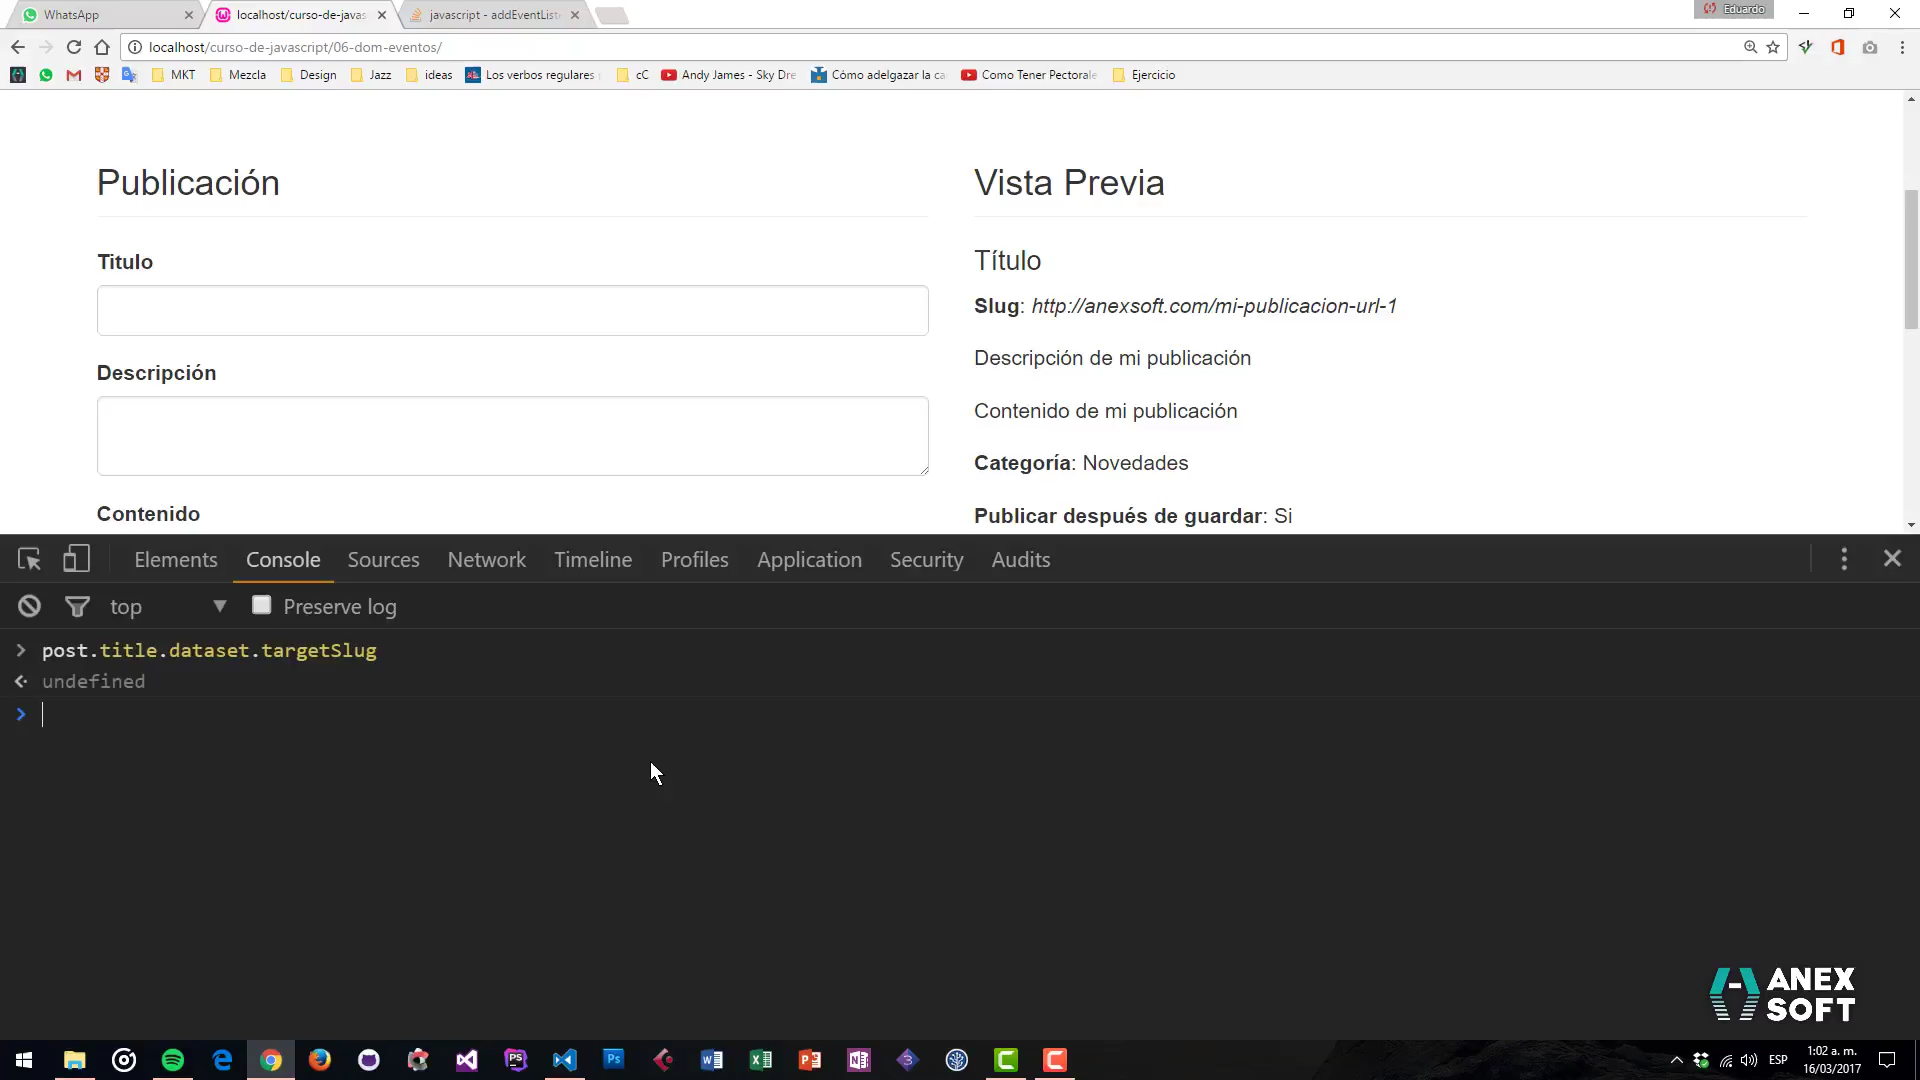 WhatsApp
localhost/curso-de-javas
javascript - addEventList
Eduardo
localhost/curso-de-javascript/06-dom-eventos/
MKT
Mezcla
Design
Jazz
ideas
Los verbos regulares
cC
Andy James - Sky Dre
Cómo adelgazar la ca
Como Tener Pectorale
Ejercicio
Publicación
Titulo
Descripción
Contenido
Vista Previa
Título
Slug: http://anexsoft.com/mi-publicacion-url-1
Descripción de mi publicación
Contenido de mi publicación
Categoría: Novedades
Publicar después de guardar: Si
Elements Console Sources Network Timeline Profiles Application Security Audits
top Preserve log
post.title.dataset.targetSlug
undefined
ANEX
SOFT
ESP
1:02 a. m.
16/03/2017